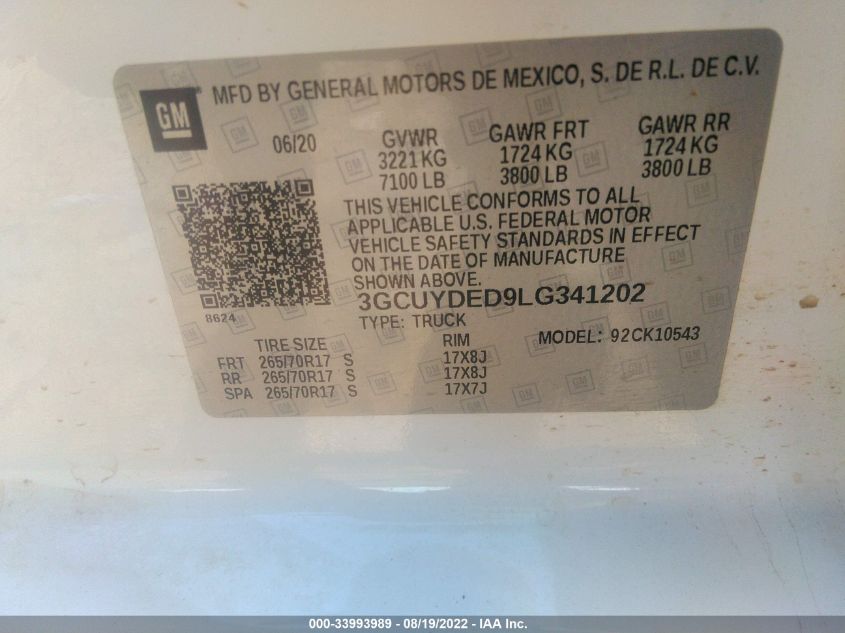 GM
MFD BY GENERAL MOTORS DE MEXICO, S. DE R.L. DE C.V.
06/20 GVWR GAWR FRT GAWR RR
3221 KG 1724 KG 1724 KG
7100 LB 3800 LB 3800 LB
THIS VEHICLE CONFORMS TO ALL
APPLICABLE U.S. FEDERAL MOTOR
VEHICLE SAFETY STANDARDS IN EFFECT
ON THE DATE OF MANUFACTURE
SHOWN ABOVE.
8624
3GCUYDED9LG341202
TYPE: TRUCK MODEL: 92CK10543
TIRE SIZE RIM
FRT 265/70R17 S 17X8J
RR 265/70R17 S 17X8J
SPA 265/70R17 S 17X7J
000-33993989 - 08/19/2022 - IAA Inc.